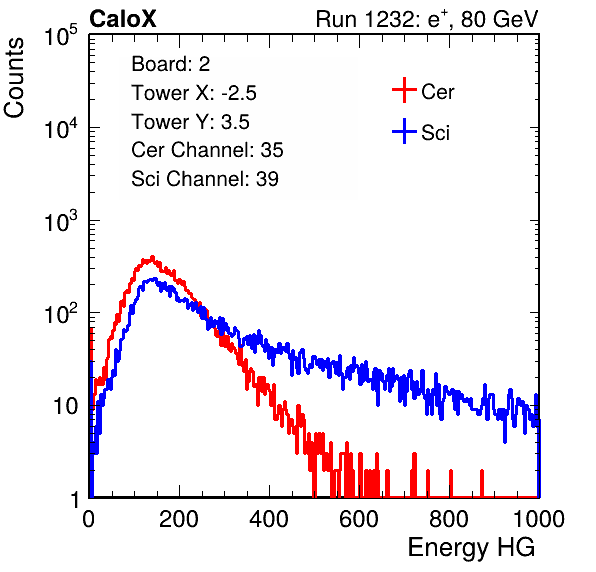 CaloX Run 1232: e⁺, 80 GeV
Counts
Board: 2
Tower X: -2.5
Tower Y: 3.5
Cer Channel: 35
Sci Channel: 39
Cer
Sci
10⁵
10⁴
10³
10²
10
1
0 200 400 600 800 1000
Energy HG